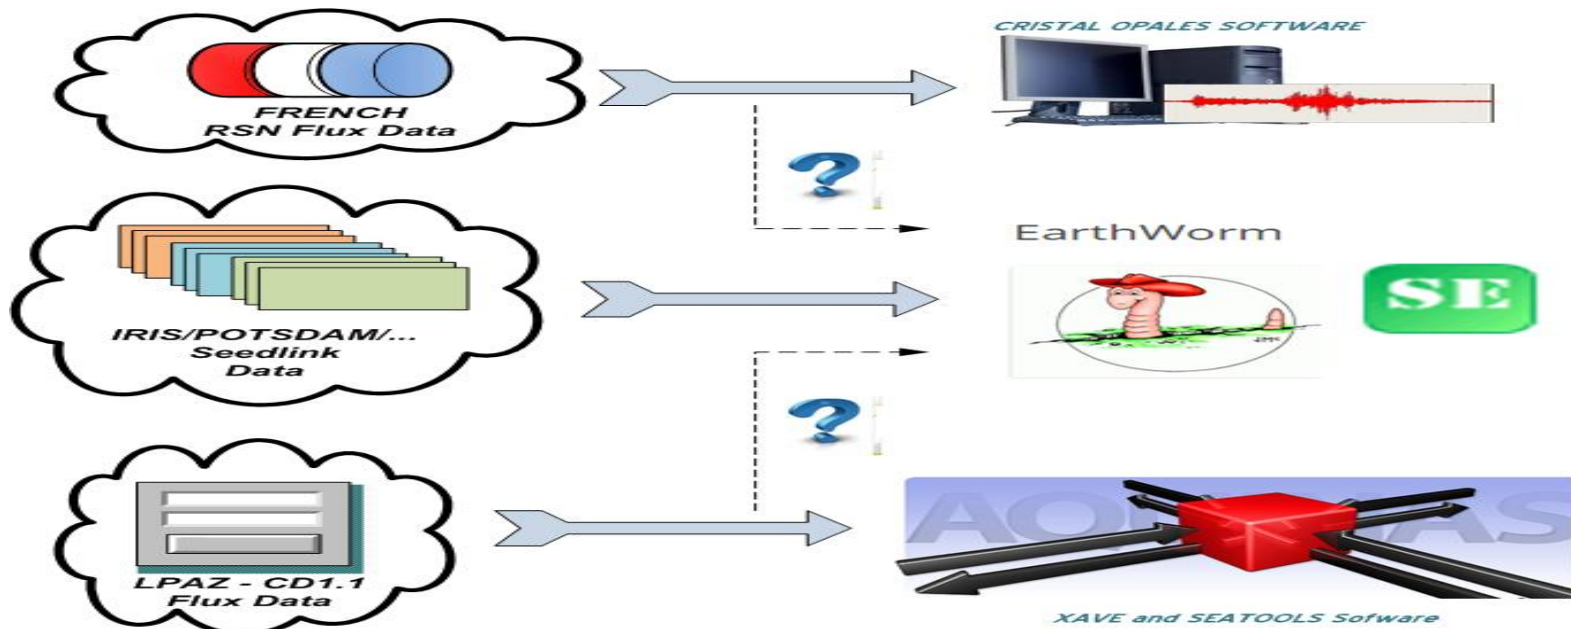 CRISTAL OPALES SOFTWARE
FRENCH
RSN Flux Data
EarthWorm
SE
IRIS/POTSDAM/...
Seedlink
Data
LPAZ - CD1.1
Flux Data
XAVE and SEATOOLS Sofware